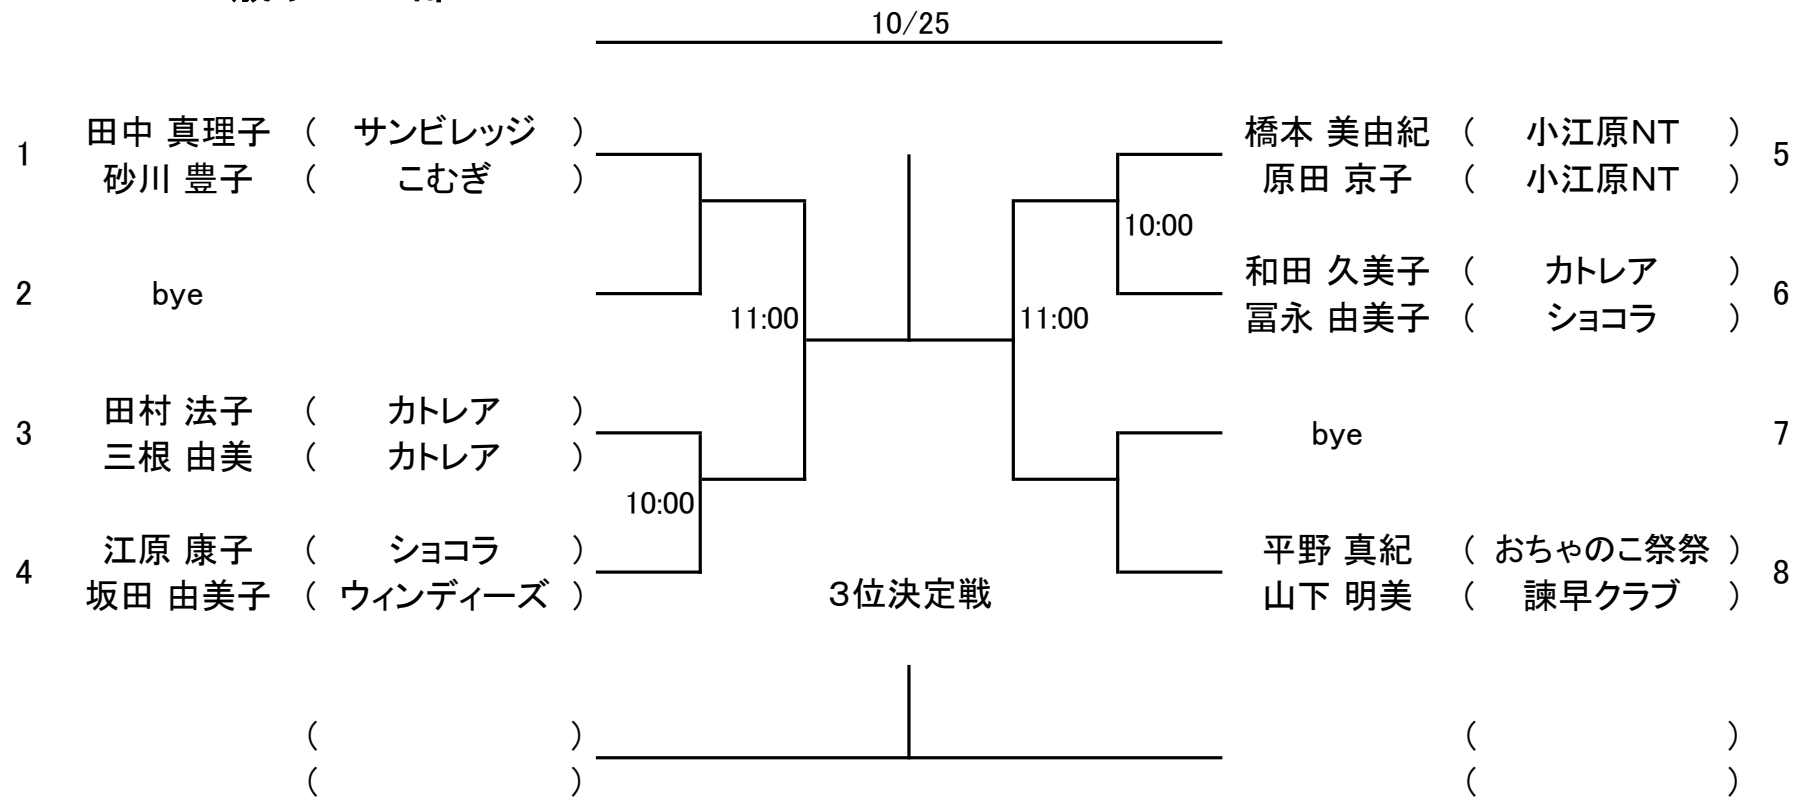 10/25
1 田中 真理子 ( サンビレッジ )
砂川 豊子 ( こむぎ )
2 bye
11:00
3 田村 法子 ( カトレア )
三根 由美 ( カトレア )
10:00
4 江原 康子 ( ショコラ )
坂田 由美子 ( ウィンディーズ )
橋本 美由紀 ( 小江原NT ) 5
原田 京子 ( 小江原NT )
10:00
和田 久美子 ( カトレア ) 6
冨永 由美子 ( ショコラ )
11:00
bye 7
平野 真紀 ( おちゃのこ祭祭 ) 8
山下 明美 ( 諫早クラブ )
3位決定戦
( ) ( )
( ) ( )